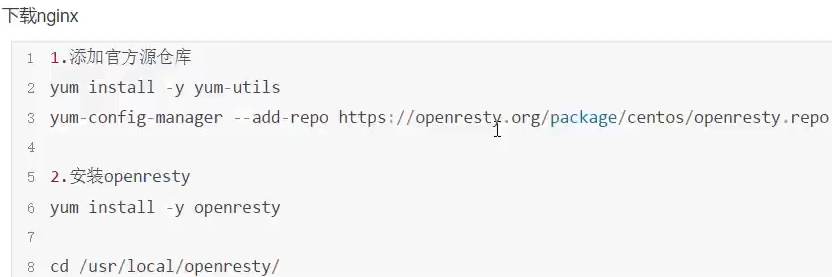 下载nginx
1 1.添加官方源仓库
2 yum install -y yum-utils
3 yum-config-manager --add-repo https://openresty.org/package/centos/openresty.repo
4
5 2.安装openresty
6 yum install -y openresty
7
8 cd /usr/local/openresty/